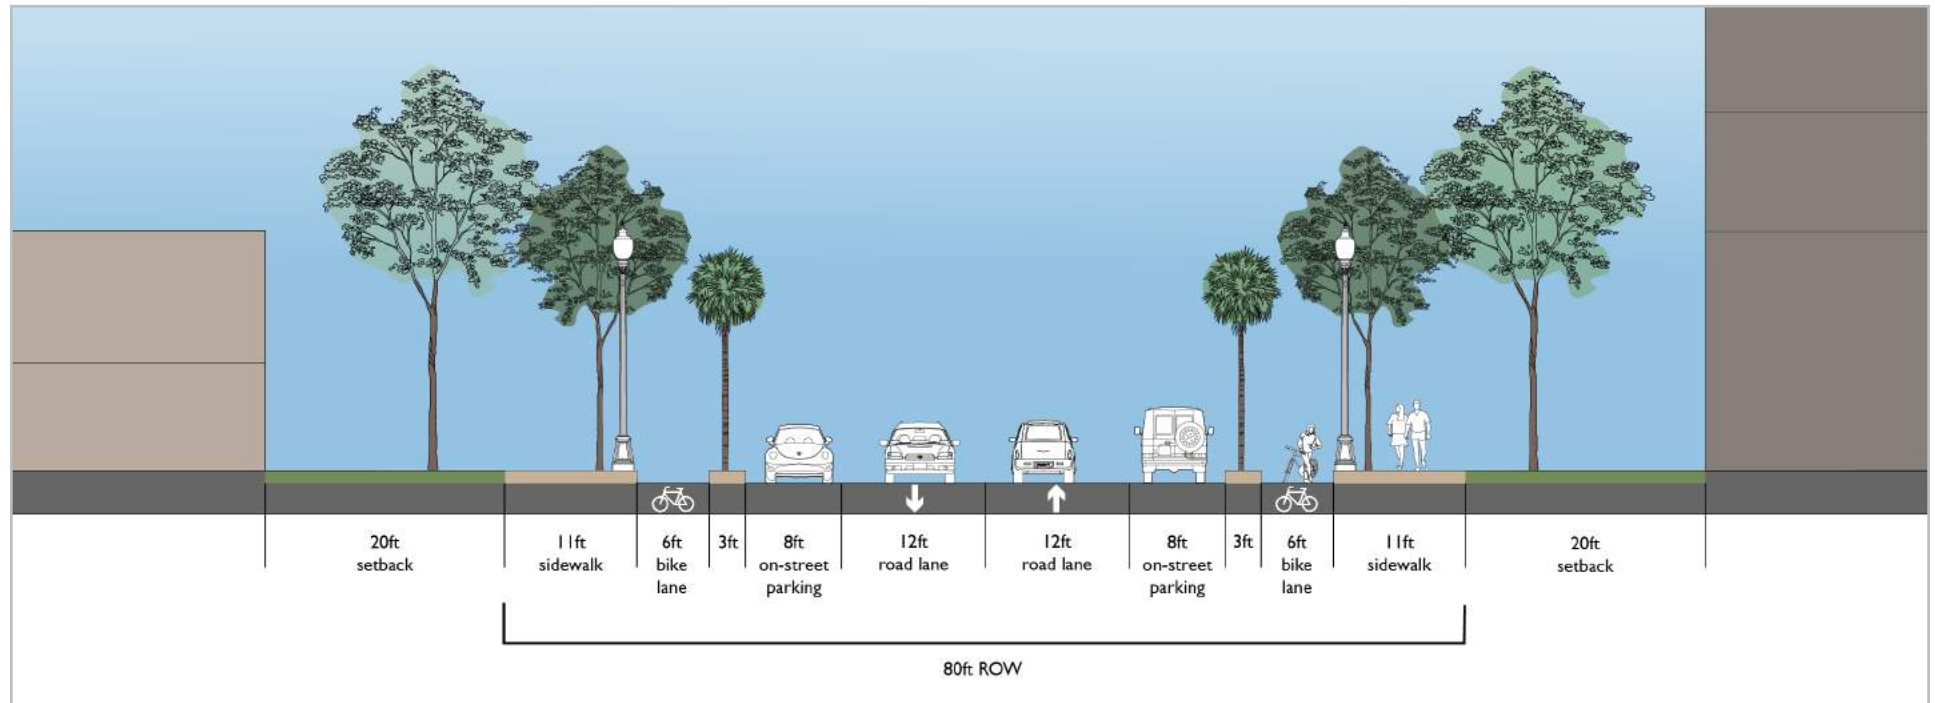 20ft
setback
11ft
sidewalk
6ft
bike
lane
3ft
8ft
on-street
parking
12ft
road lane
12ft
road lane
8ft
on-street
parking
3ft
6ft
bike
lane
11ft
sidewalk
20ft
setback
80ft ROW